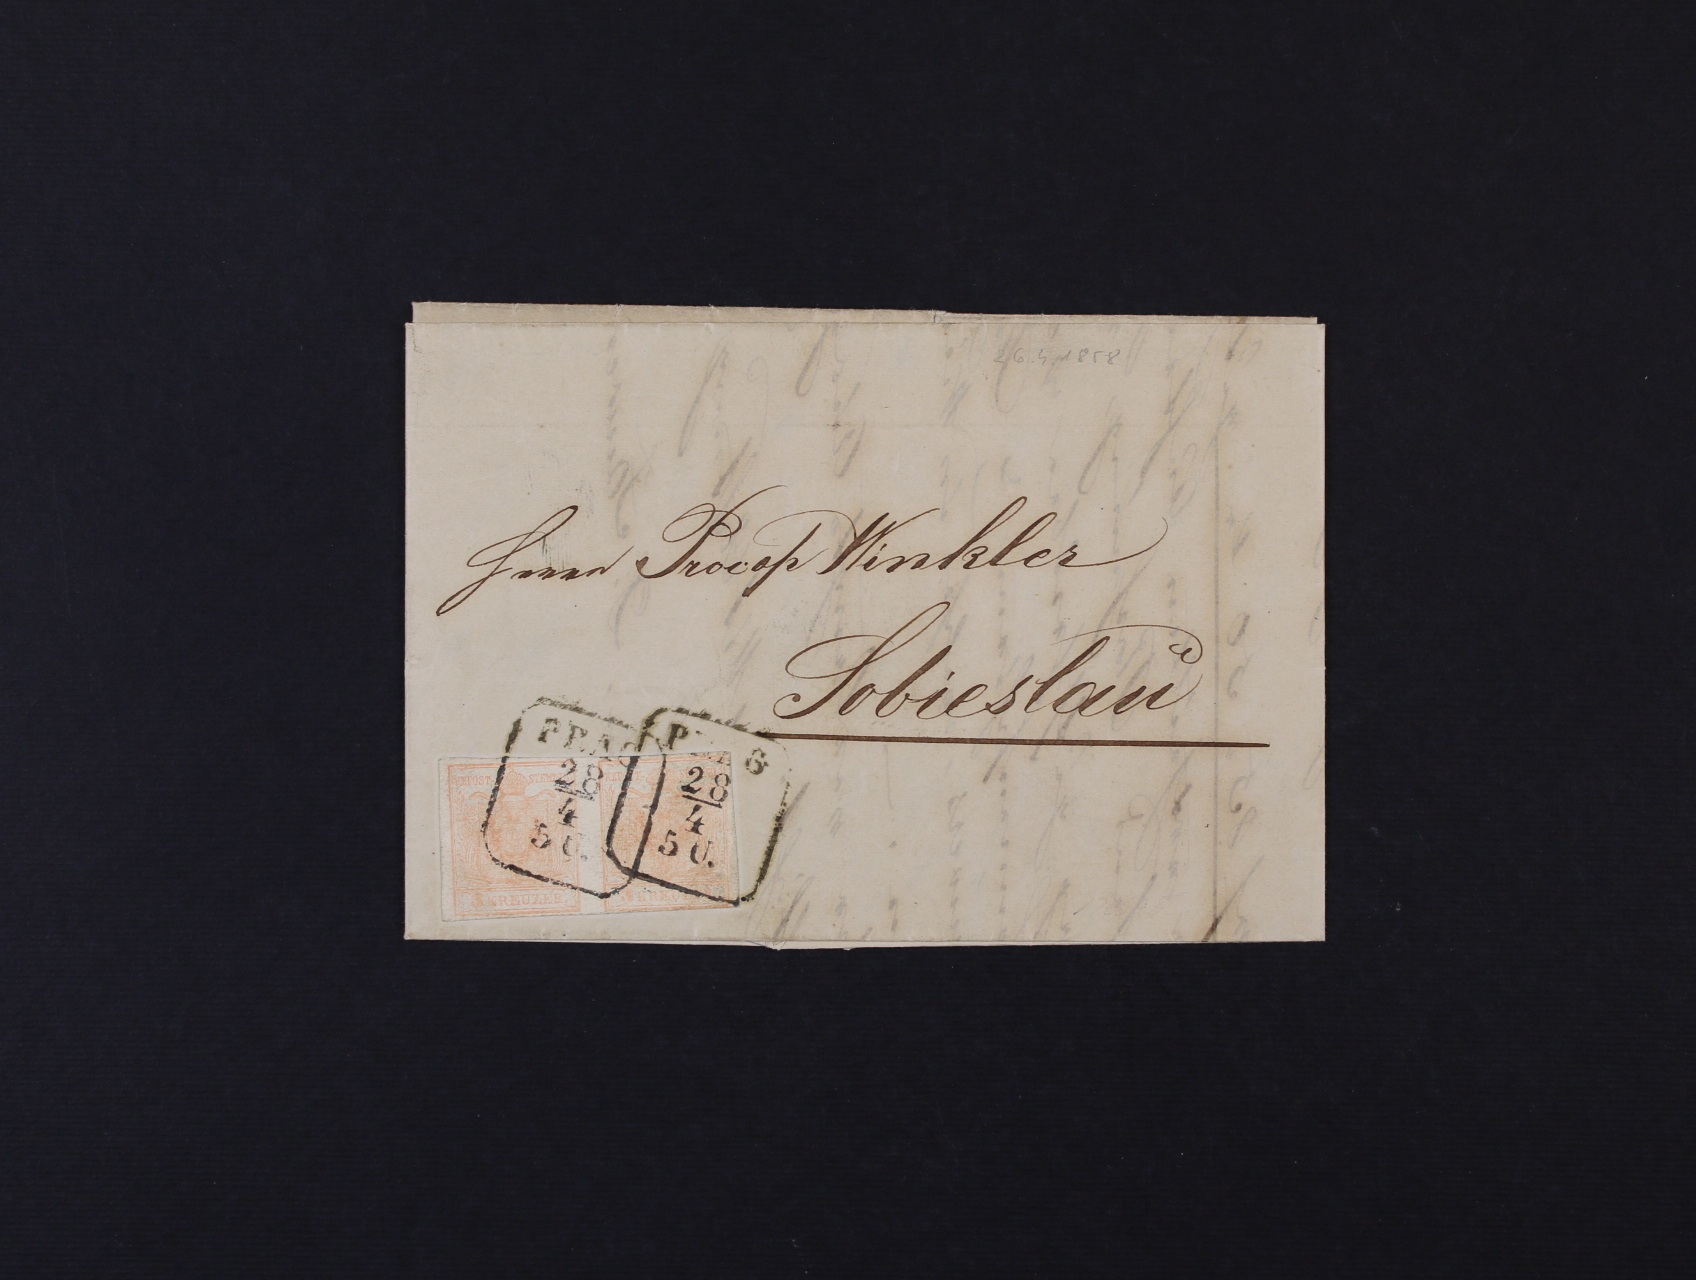 26.4.1858
Herrn Procop Winkler
Sobieslau
PRAG
28
4
5 U.
PRAG
28
4
5 U.
KREUZER